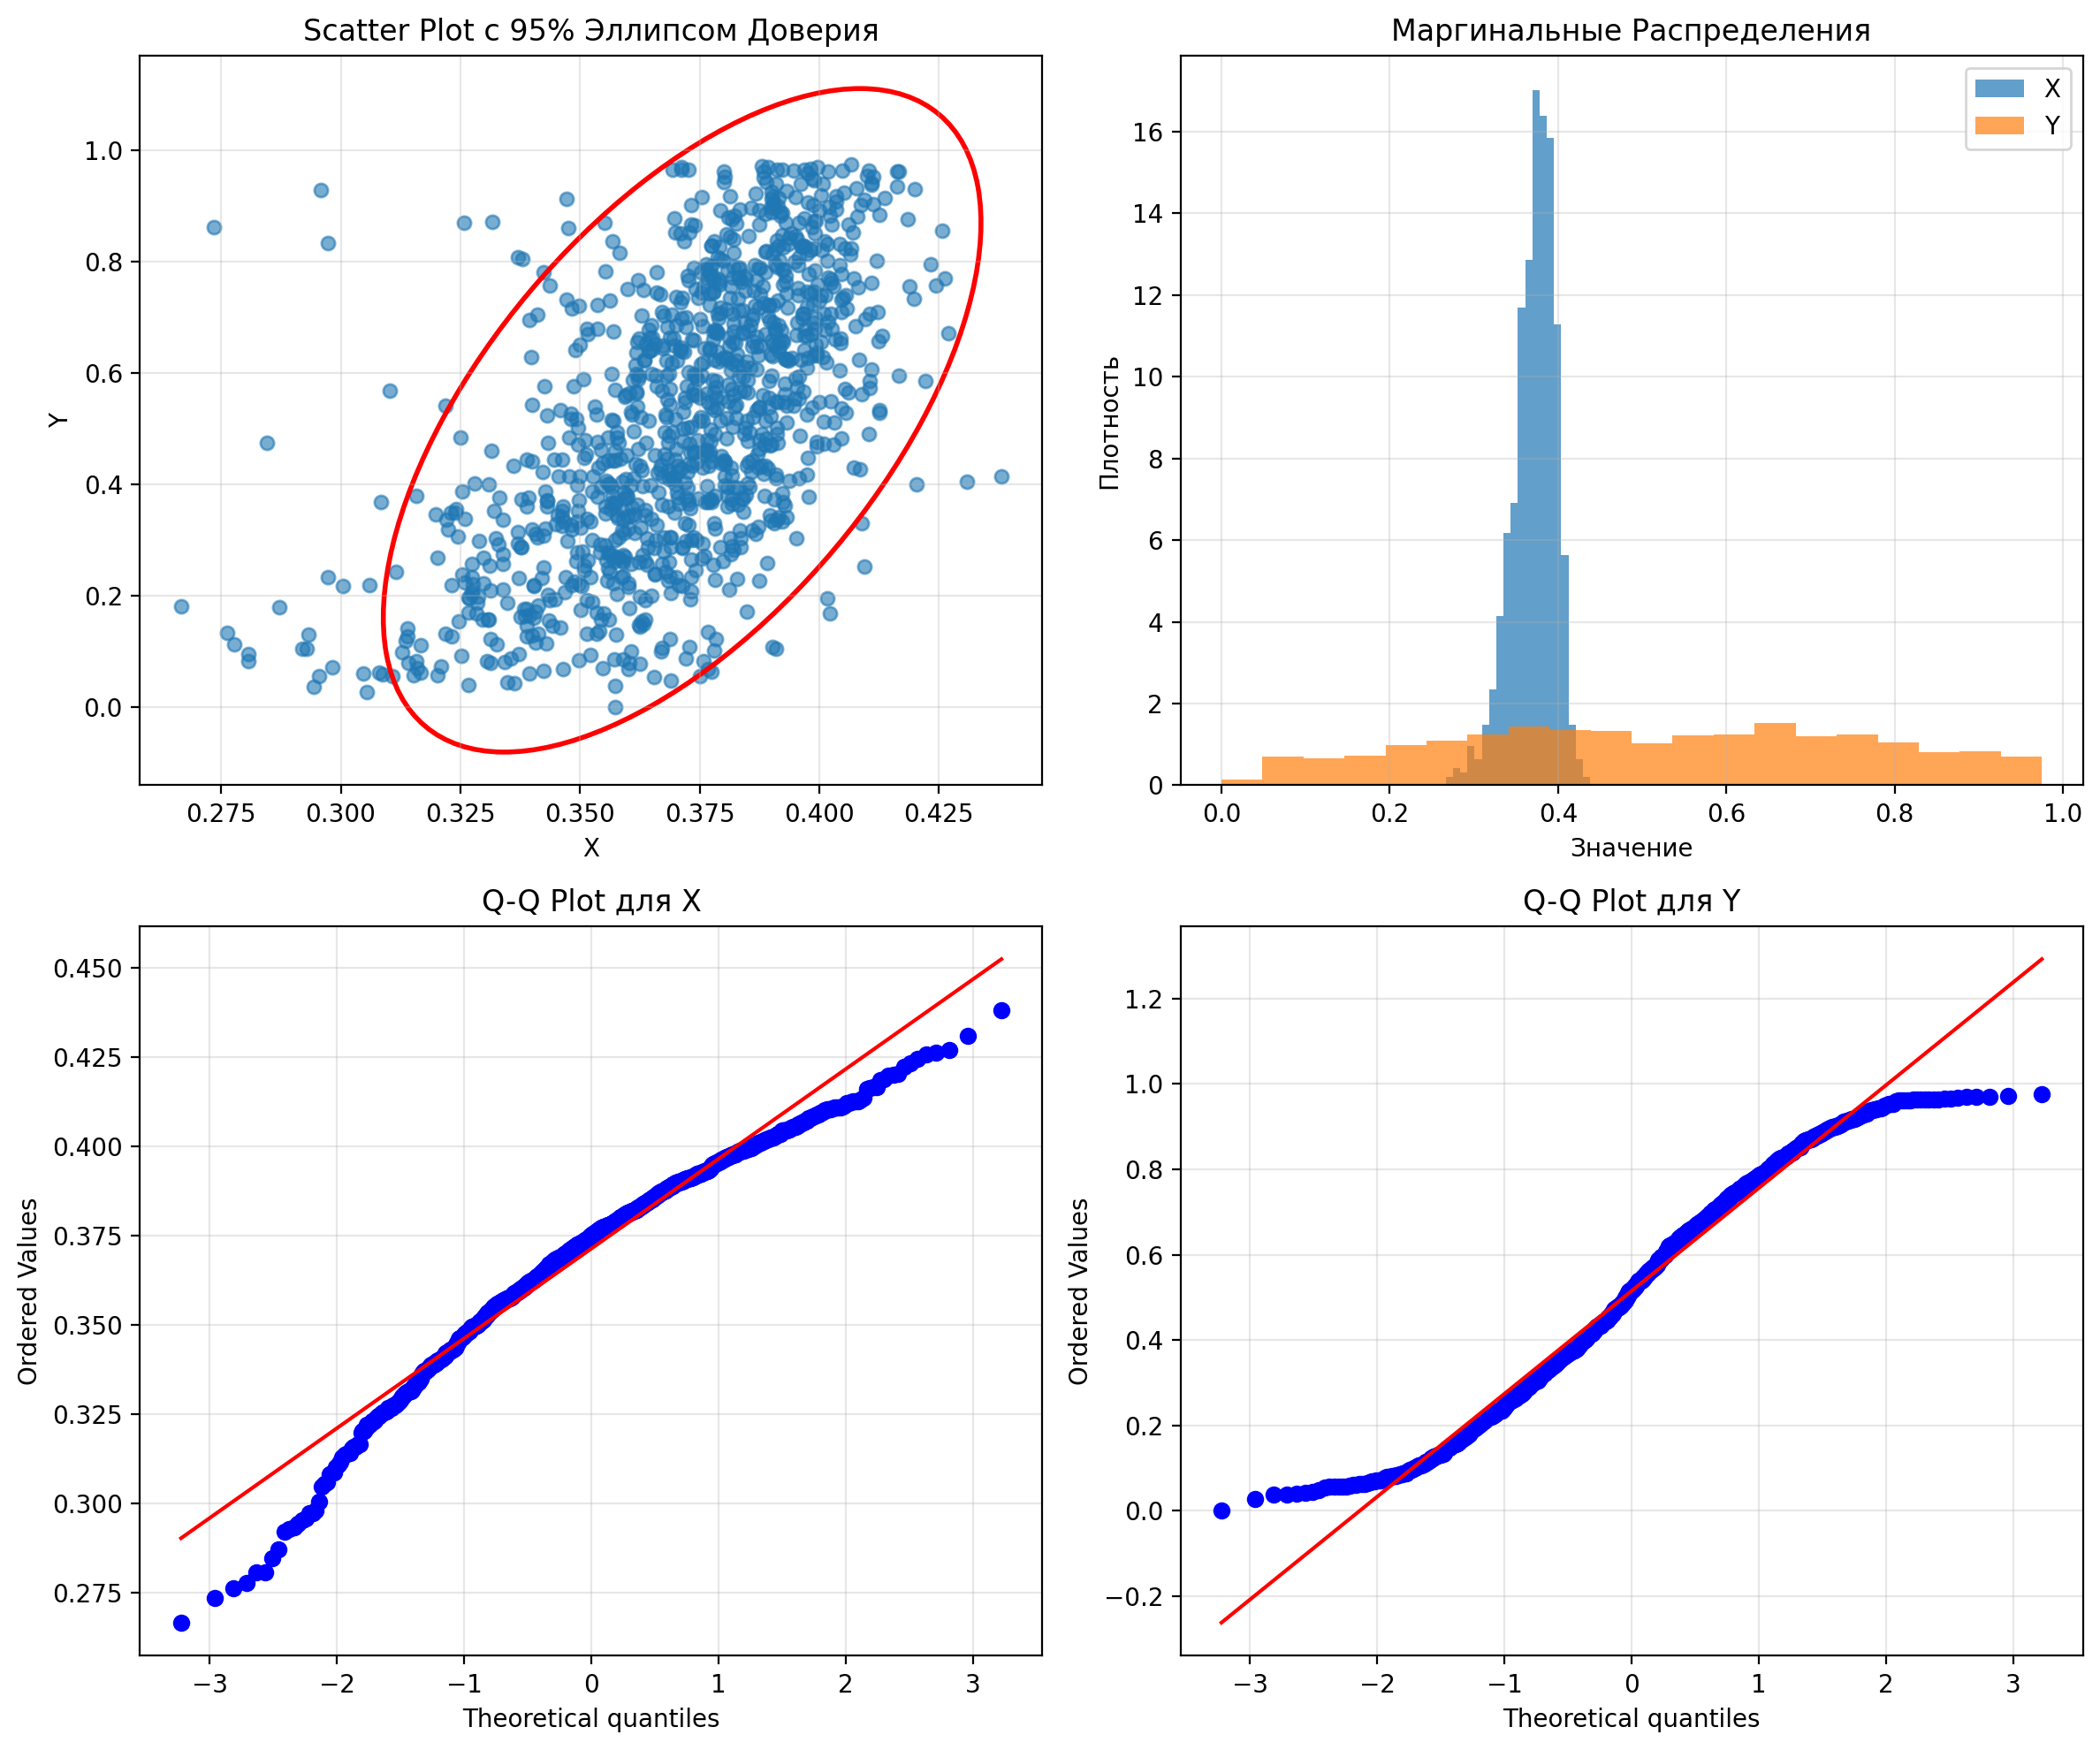 Scatter Plot с 95% Эллипсом Доверия
Y
1.0
0.8
0.6
0.4
0.2
0.0
0.275 0.300 0.325 0.350 0.375 0.400 0.425
X
Маргинальные Распределения
X
Y
Плотность
16
14
12
10
8
6
4
2
0
0.0 0.2 0.4 0.6 0.8 1.0
Значение
Q-Q Plot для X
Ordered Values
0.450
0.425
0.400
0.375
0.350
0.325
0.300
0.275
−3 −2 −1 0 1 2 3
Theoretical quantiles
Q-Q Plot для Y
Ordered Values
1.2
1.0
0.8
0.6
0.4
0.2
0.0
−0.2
−3 −2 −1 0 1 2 3
Theoretical quantiles